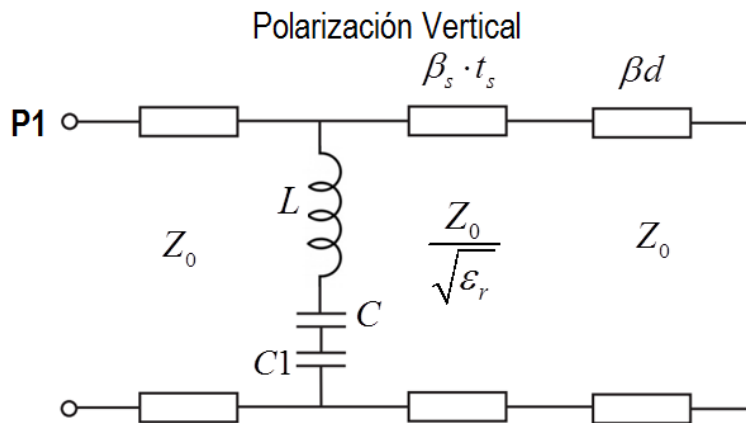 Polarización Vertical
β_s · t_s
βd
P1
L
Z_0
Z_0 / √ε_r
Z_0
C
C1